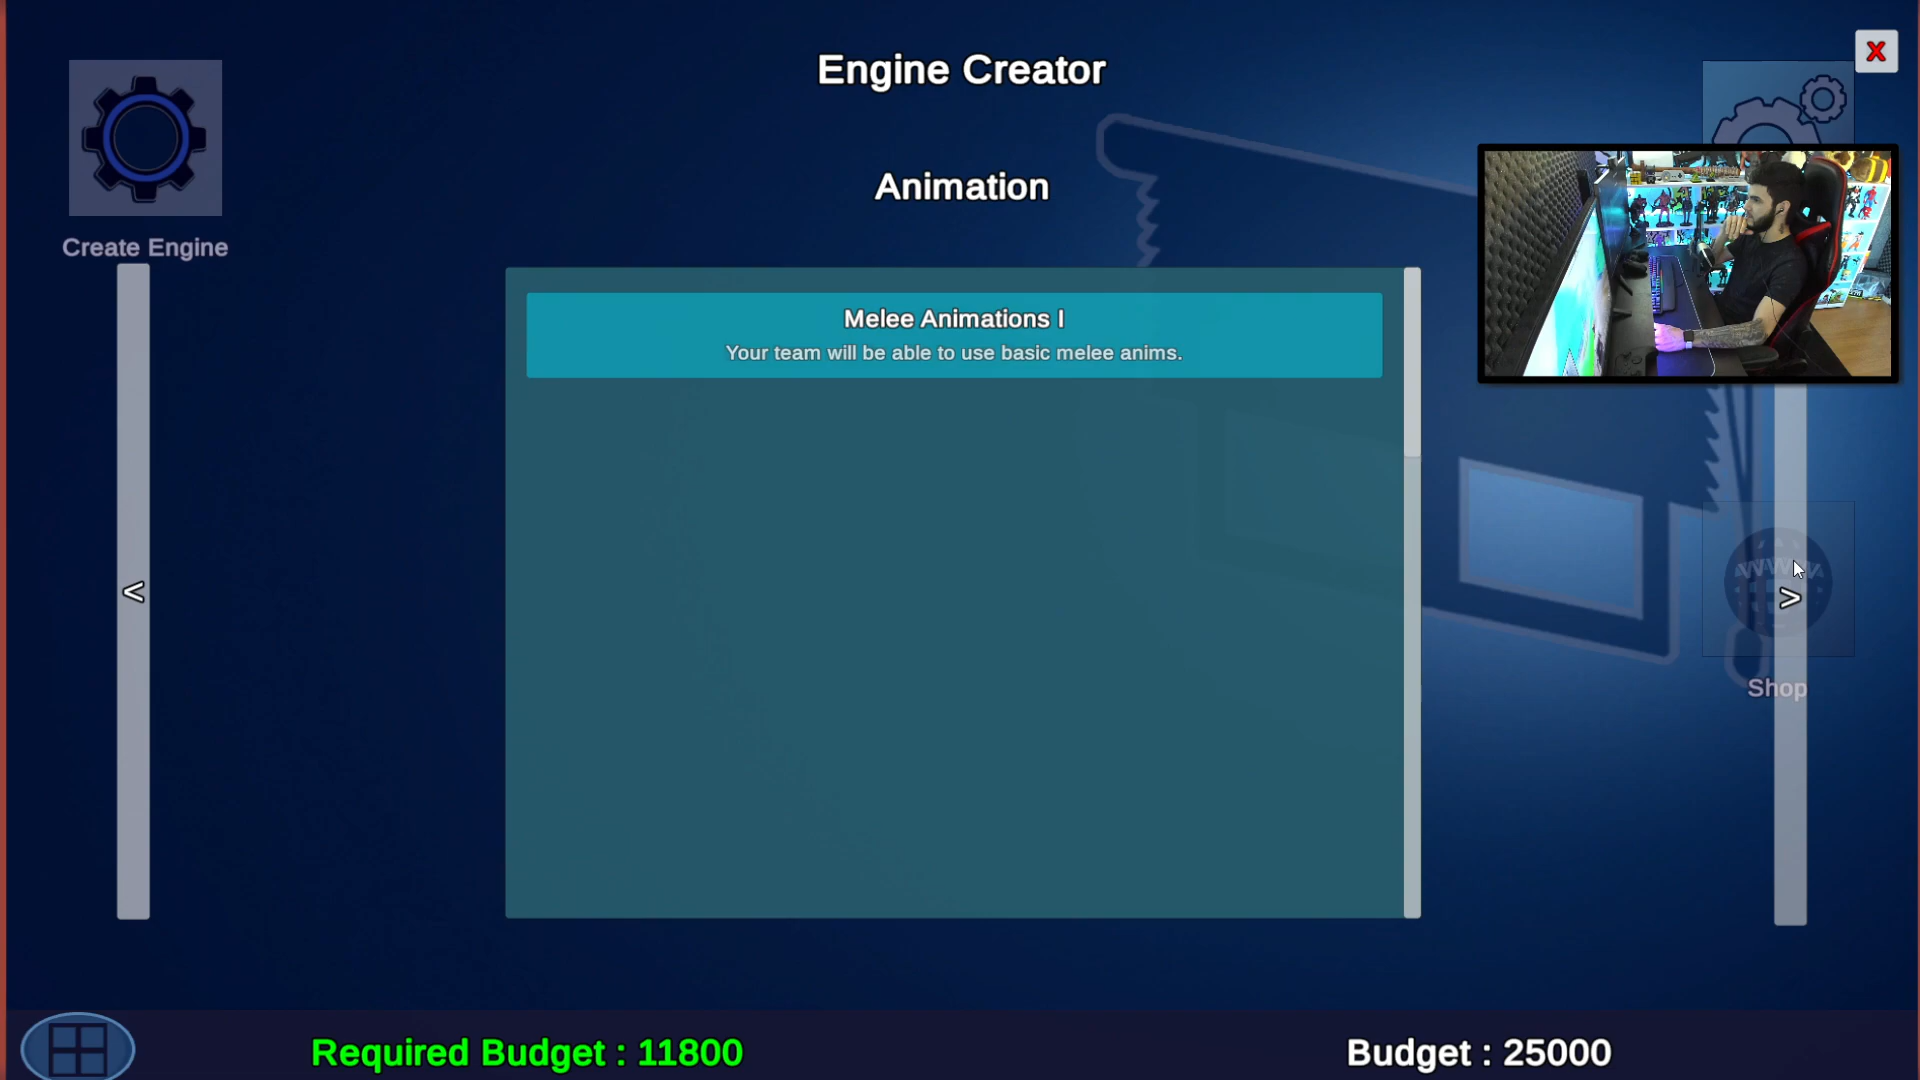 Engine Creator
X
Animation
Create Engine
Melee Animations I
Your team will be able to use basic melee anims.
<
WWW
>
Shop
Required Budget : 11800
Budget : 25000